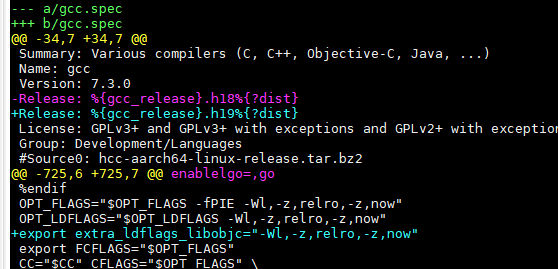 --- a/gcc.spec
+++ b/gcc.spec
@@ -34,7 +34,7 @@
 Summary: Various compilers (C, C++, Objective-C, Java, ...)
 Name: gcc
 Version: 7.3.0
-Release: %{gcc_release}.h18%{?dist}
+Release: %{gcc_release}.h19%{?dist}
 License: GPLv3+ and GPLv3+ with exceptions and GPLv2+ with exception
 Group: Development/Languages
 #Source0: hcc-aarch64-linux-release.tar.bz2
@@ -725,6 +725,7 @@ enablelgo=,go
 %endif
 OPT_FLAGS="$OPT_FLAGS -fPIE -Wl,-z,relro,-z,now"
 OPT_LDFLAGS="$OPT_LDFLAGS -Wl,-z,relro,-z,now"
+export extra_ldflags_libobjc="-Wl,-z,relro,-z,now"
 export FCFLAGS="$OPT_FLAGS"
 CC="$CC" CFLAGS="$OPT_FLAGS" \